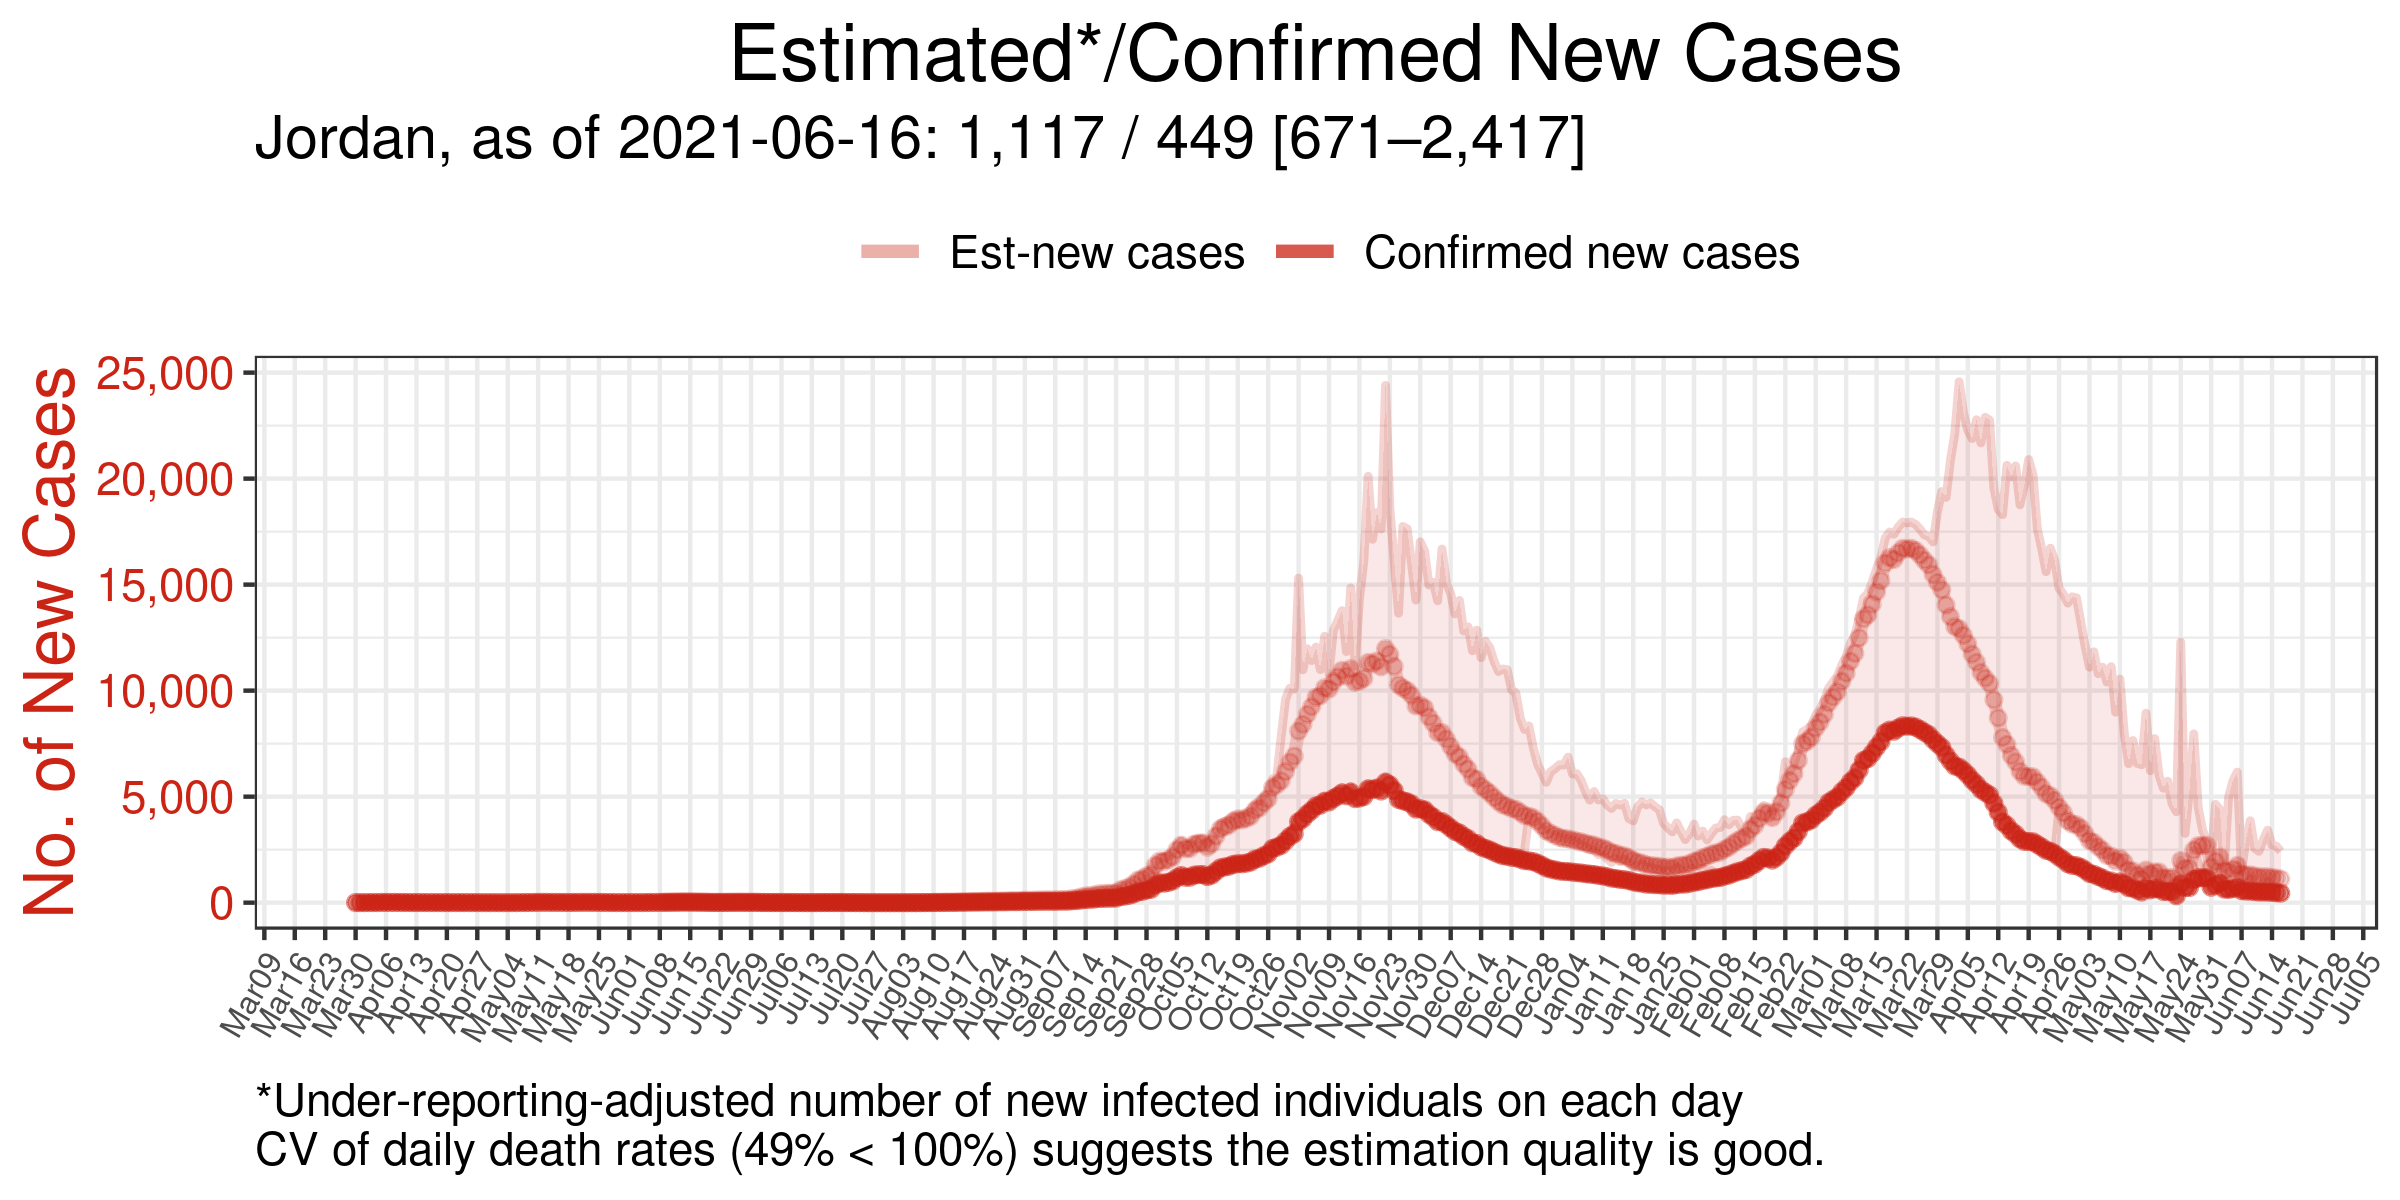 Estimated*/Confirmed New Cases
Jordan, as of 2021-06-16: 1,117 / 449 [671–2,417]
Est-new cases
Confirmed new cases
No. of New Cases
25,000
20,000
15,000
10,000
5,000
0
Mar09
Mar16
Mar23
Mar30
Apr06
Apr13
Apr20
Apr27
May04
May11
May18
May25
Jun01
Jun08
Jun15
Jun22
Jun29
Jul06
Jul13
Jul20
Jul27
Aug03
Aug10
Aug17
Aug24
Aug31
Sep07
Sep14
Sep21
Sep28
Oct05
Oct12
Oct19
Oct26
Nov02
Nov09
Nov16
Nov23
Nov30
Dec07
Dec14
Dec21
Dec28
Jan04
Jan11
Jan18
Jan25
Feb01
Feb08
Feb15
Feb22
Mar01
Mar08
Mar15
Mar22
Mar29
Apr05
Apr12
Apr19
Apr26
May03
May10
May17
May24
May31
Jun07
Jun14
Jun21
Jun28
Jul05
*Under-reporting-adjusted number of new infected individuals on each day
CV of daily death rates (49% < 100%) suggests the estimation quality is good.